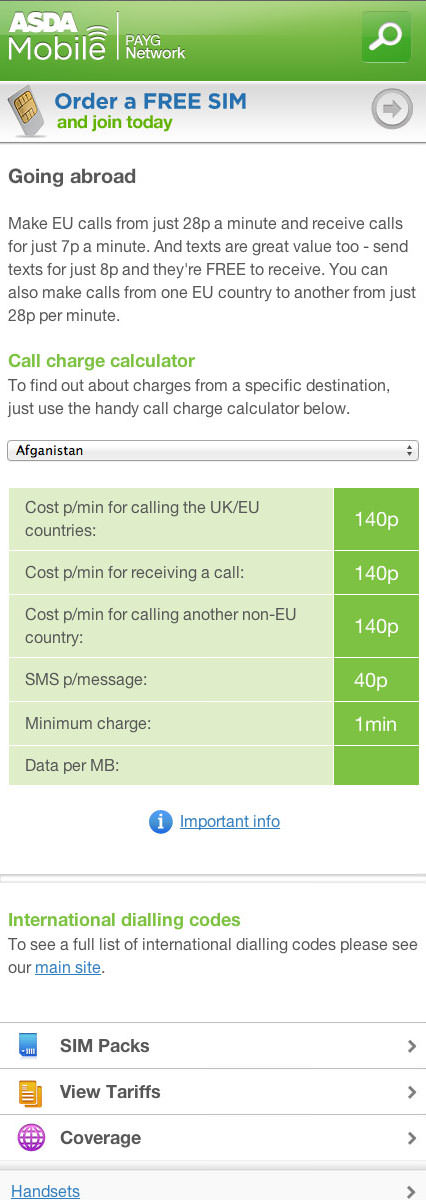 ASDA
Mobile
PAYG
Network
Order a FREE SIM
and join today
Going abroad
Make EU calls from just 28p a minute and receive calls
for just 7p a minute. And texts are great value too - send
texts for just 8p and they're FREE to receive. You can
also make calls from one EU country to another from just
28p per minute.
Call charge calculator
To find out about charges from a specific destination,
just use the handy call charge calculator below.
Afganistan
Cost p/min for calling the UK/EU
countries:
140p
Cost p/min for receiving a call:
140p
Cost p/min for calling another non-EU
country:
140p
SMS p/message:
40p
Minimum charge:
1min
Data per MB:
Important info
International dialling codes
To see a full list of international dialling codes please see
our main site.
SIM Packs
View Tariffs
Coverage
Handsets